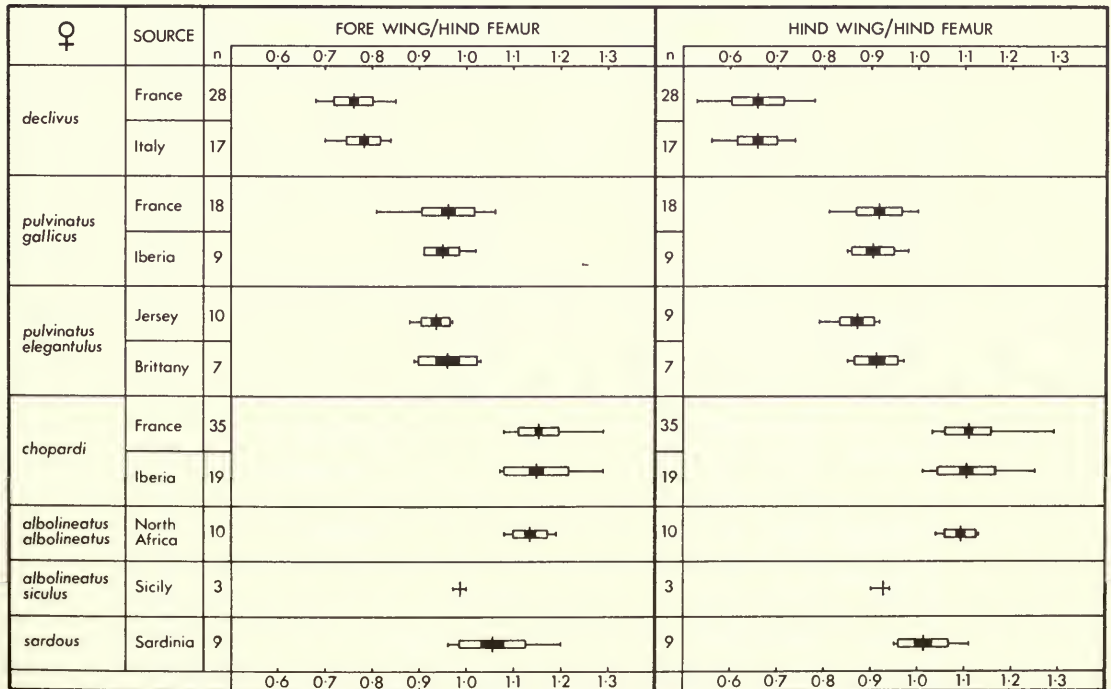 ♀ SOURCE n FORE WING/HIND FEMUR n HIND WING/HIND FEMUR
0·6 0·7 0·8 0·9 1·0 1·1 1·2 1·3 0·6 0·7 0·8 0·9 1·0 1·1 1·2 1·3
declivus
France 28 28
Italy 17 17
pulvinatus
gallicus
France 18 18
Iberia 9 9
pulvinatus
elegantulus
Jersey 10 9
Brittany 7 7
chopardi
France 35 35
Iberia 19 19
albolineatus
albolineatus
North
Africa
10 10
albolineatus
siculus
Sicily 3 3
sardous Sardinia 9 9
0·6 0·7 0·8 0·9 1·0 1·1 1·2 1·3 0·6 0·7 0·8 0·9 1·0 1·1 1·2 1·3